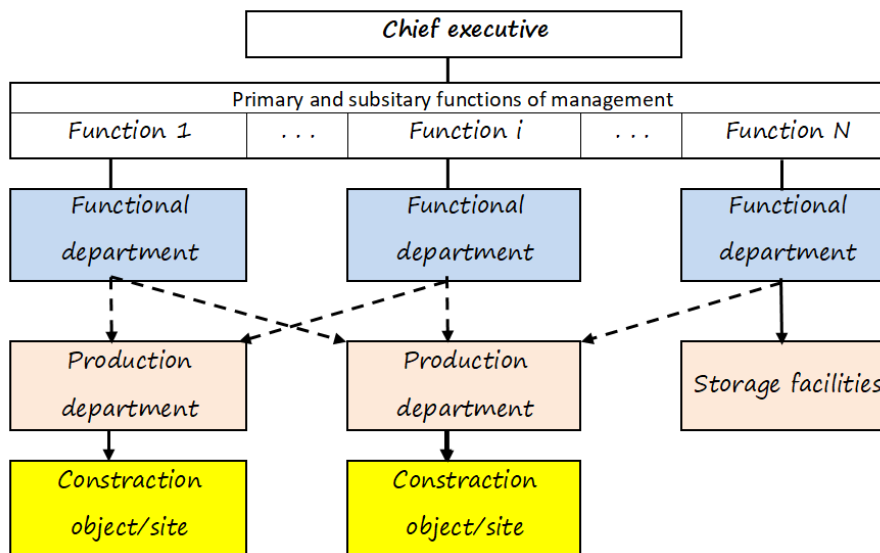 Chief executive
Primary and subsitary functions of management
Function 1 . . . Function i . . . Function N
Functional department
Functional department
Functional department
Production department
Production department
Storage facilities
Constraction object/site
Constraction object/site